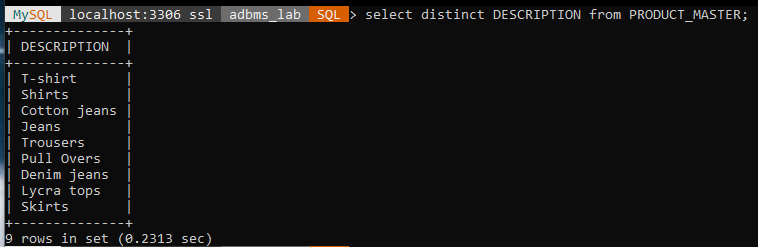 MySQL localhost:3306 ssl adbms_lab SQL > select distinct DESCRIPTION from PRODUCT_MASTER;
+--------------+
| DESCRIPTION  |
+--------------+
| T-shirt      |
| Shirts       |
| Cotton jeans |
| Jeans        |
| Trousers     |
| Pull Overs   |
| Denim jeans  |
| Lycra tops   |
| Skirts       |
+--------------+
9 rows in set (0.2313 sec)